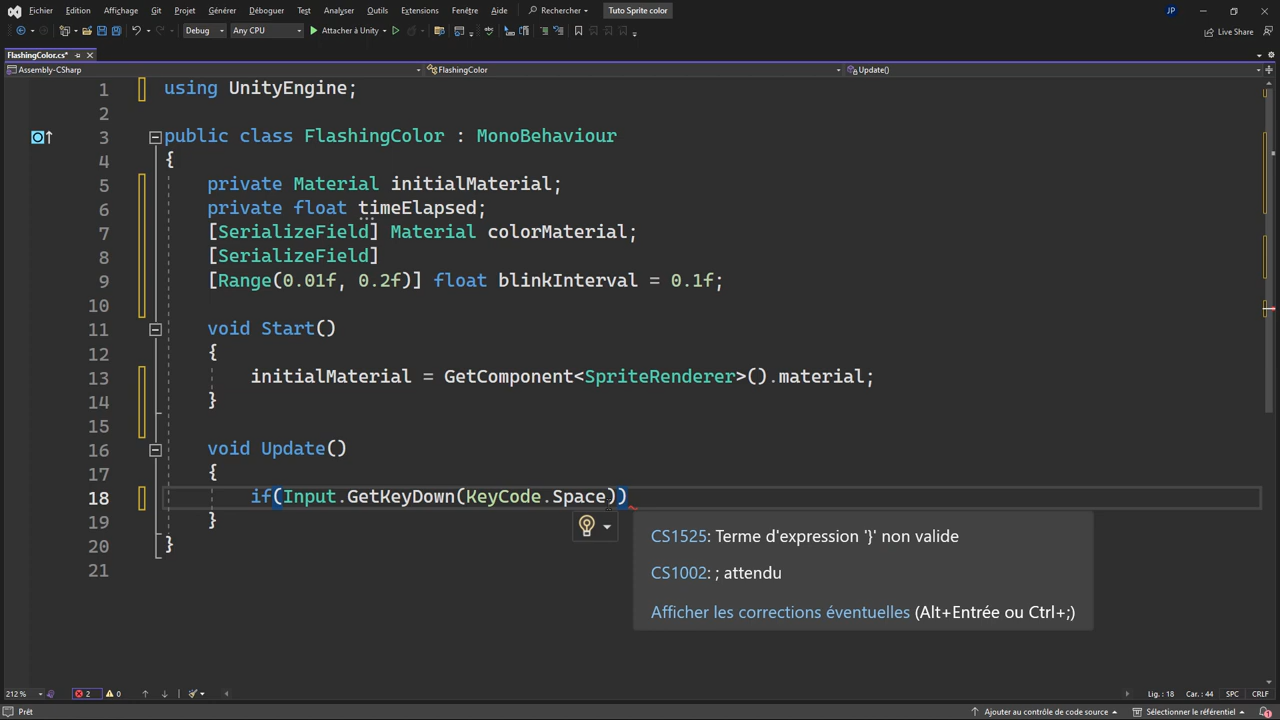 Fichier Edition Affichage Git Projet Générer Déboguer Test Analyser Outils Extensions Fenêtre Aide Rechercher Tuto Sprite color JP
Debug Any CPU Attacher à Unity Live Share
FlashingColor.cs*
Assembly-CSharp FlashingColor Update()
1 using UnityEngine;
2
3 public class FlashingColor : MonoBehaviour
4 {
5 private Material initialMaterial;
6 private float timeElapsed;
7 [SerializeField] Material colorMaterial;
8 [SerializeField]
9 [Range(0.01f, 0.2f)] float blinkInterval = 0.1f;
10
11 void Start()
12 {
13 initialMaterial = GetComponent<SpriteRenderer>().material;
14 }
15
16 void Update()
17 {
18 if(Input.GetKeyDown(KeyCode.Space))
19 }
20 }
21
CS1525: Terme d'expression '}' non valide
CS1002: ; attendu
Afficher les corrections éventuelles (Alt+Entrée ou Ctrl+;)
212 % 2 0 Lig. : 18 Car. : 44 SPC CRLF
Prêt Ajouter au contrôle de code source Sélectionner le référentiel 1